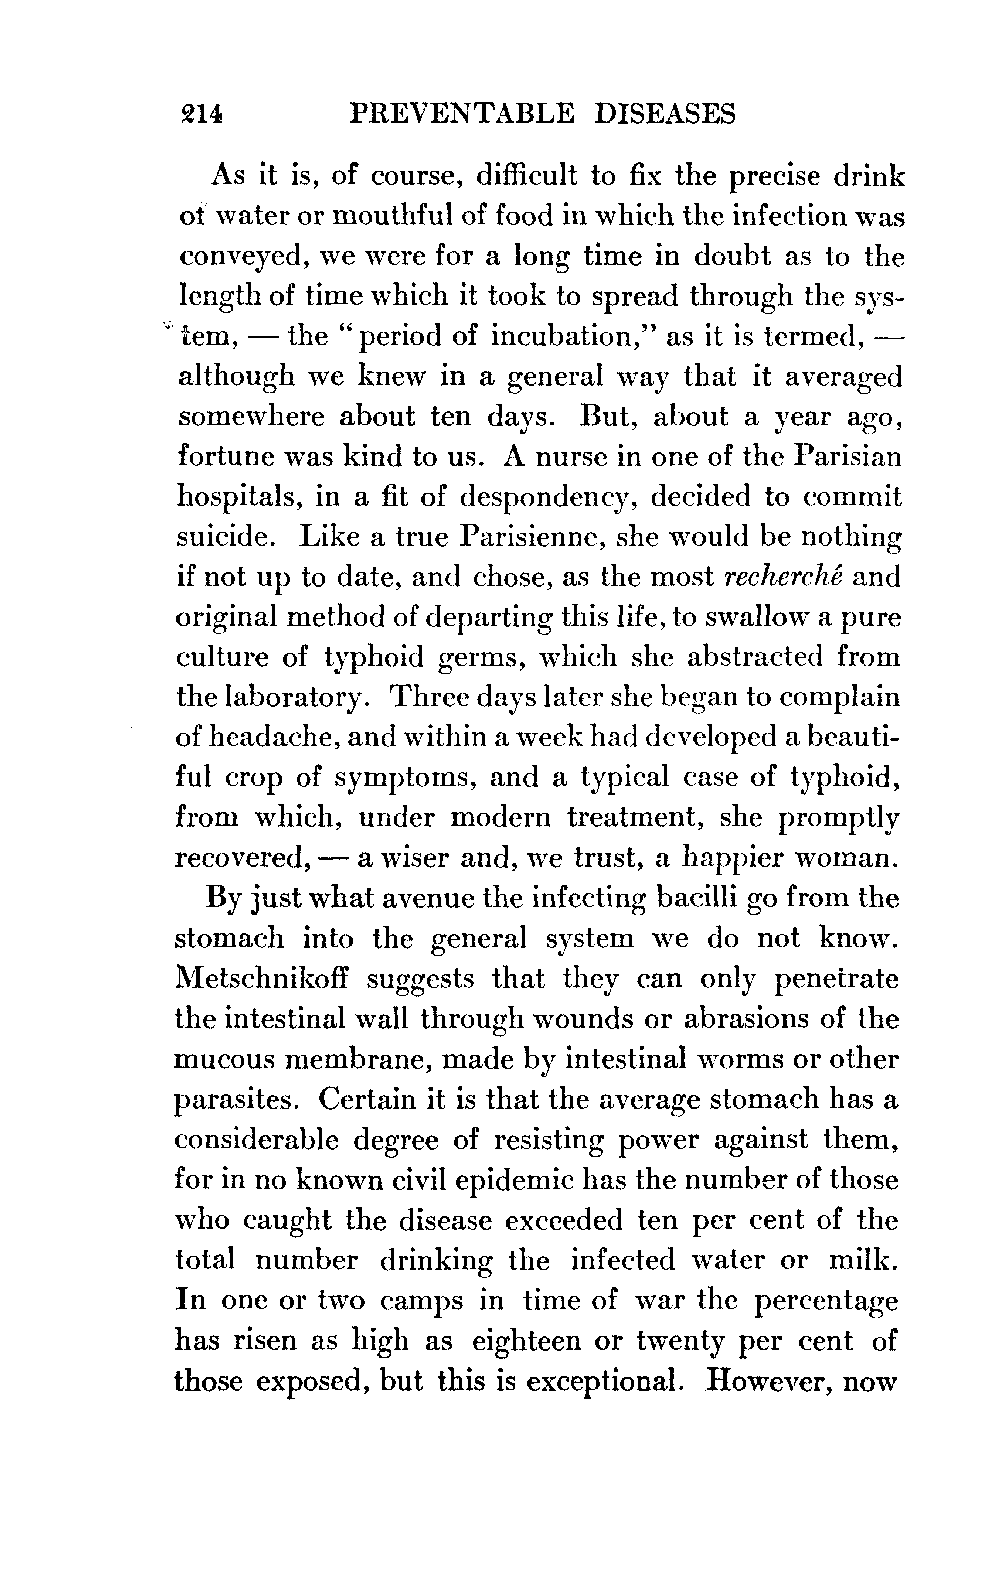 214 PREVENTABLE DISEASES
As it is, of course, difficult to fix the precise drink
of water or mouthful of food in which the infection was
conveyed, we were for a long time in doubt as to the
length of time which it took to spread through the sys-
tem, — the “period of incubation,” as it is termed, —
although we knew in a general way that it averaged
somewhere about ten days. But, about a year ago,
fortune was kind to us. A nurse in one of the Parisian
hospitals, in a fit of despondency, decided to commit
suicide. Like a true Parisienne, she would be nothing
if not up to date, and chose, as the most recherché and
original method of departing this life, to swallow a pure
culture of typhoid germs, which she abstracted from
the laboratory. Three days later she began to complain
of headache, and within a week had developed a beauti-
ful crop of symptoms, and a typical case of typhoid,
from which, under modern treatment, she promptly
recovered, — a wiser and, we trust, a happier woman.
By just what avenue the infecting bacilli go from the
stomach into the general system we do not know.
Metschnikoff suggests that they can only penetrate
the intestinal wall through wounds or abrasions of the
mucous membrane, made by intestinal worms or other
parasites. Certain it is that the average stomach has a
considerable degree of resisting power against them,
for in no known civil epidemic has the number of those
who caught the disease exceeded ten per cent of the
total number drinking the infected water or milk.
In one or two camps in time of war the percentage
has risen as high as eighteen or twenty per cent of
those exposed, but this is exceptional. However, now